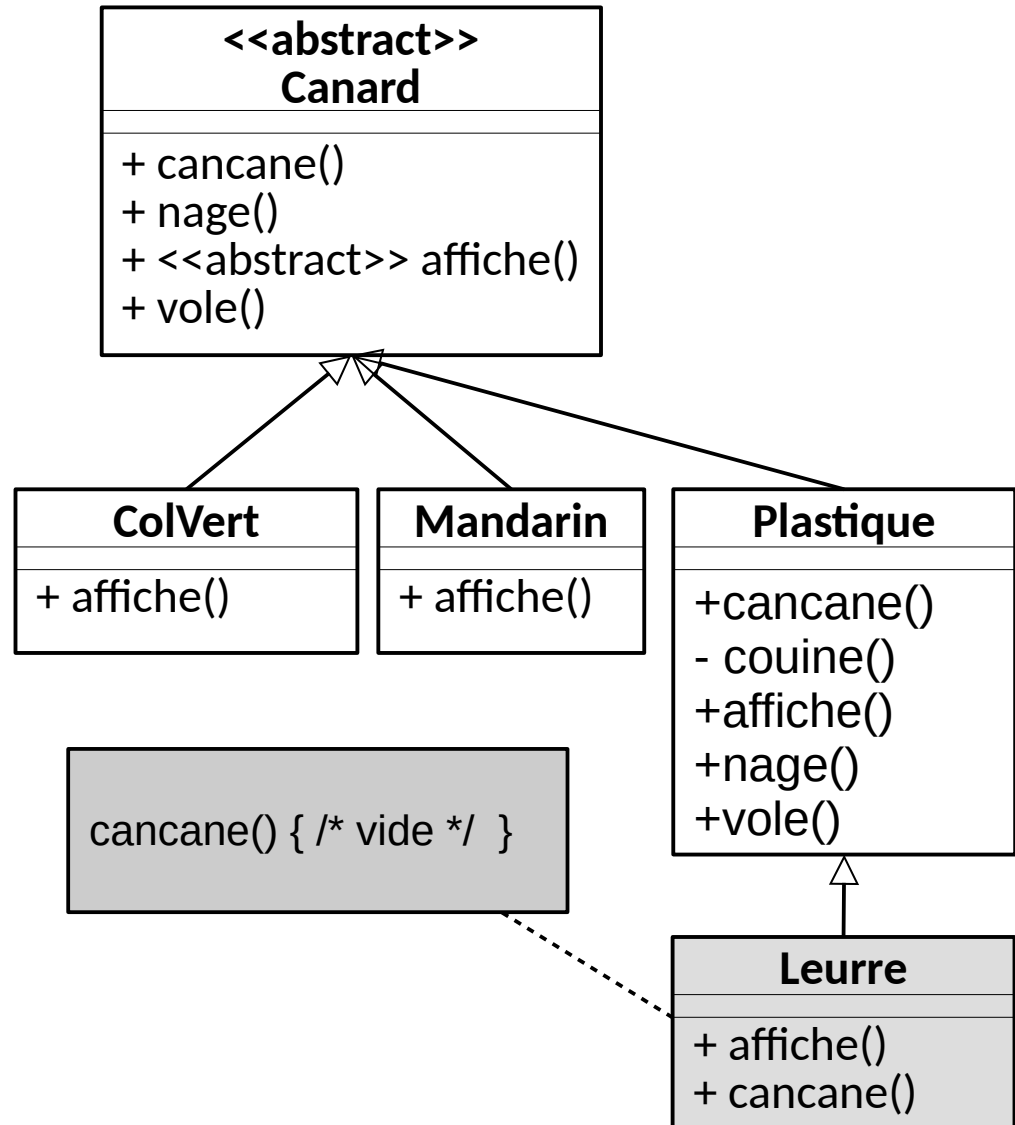 <<abstract>>
Canard
+ cancane()
+ nage()
+ <<abstract>> affiche()
+ vole()
ColVert
+ affiche()
Mandarin
+ affiche()
Plastique
+cancane()
- couine()
+affiche()
+nage()
+vole()
cancane() { /* vide */  }
Leurre
+ affiche()
+ cancane()